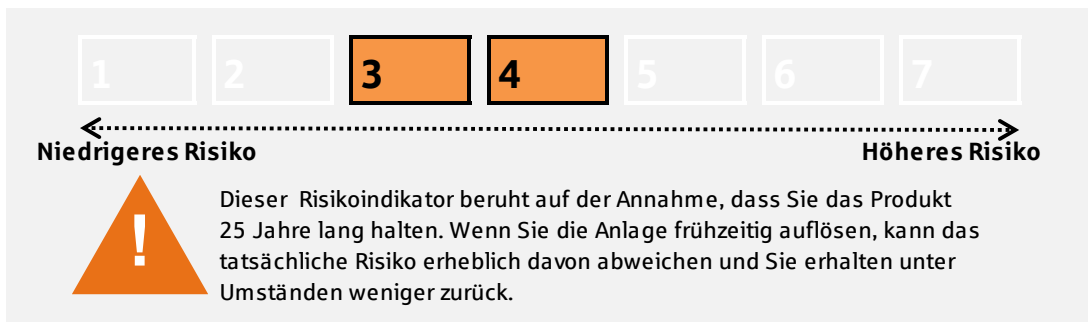 1 2 3 4 5 6 7
Niedrigeres Risiko Höheres Risiko
!
Dieser Risikoindikator beruht auf der Annahme, dass Sie das Produkt
25 Jahre lang halten. Wenn Sie die Anlage frühzeitig auflösen, kann das
tatsächliche Risiko erheblich davon abweichen und Sie erhalten unter
Umständen weniger zurück.